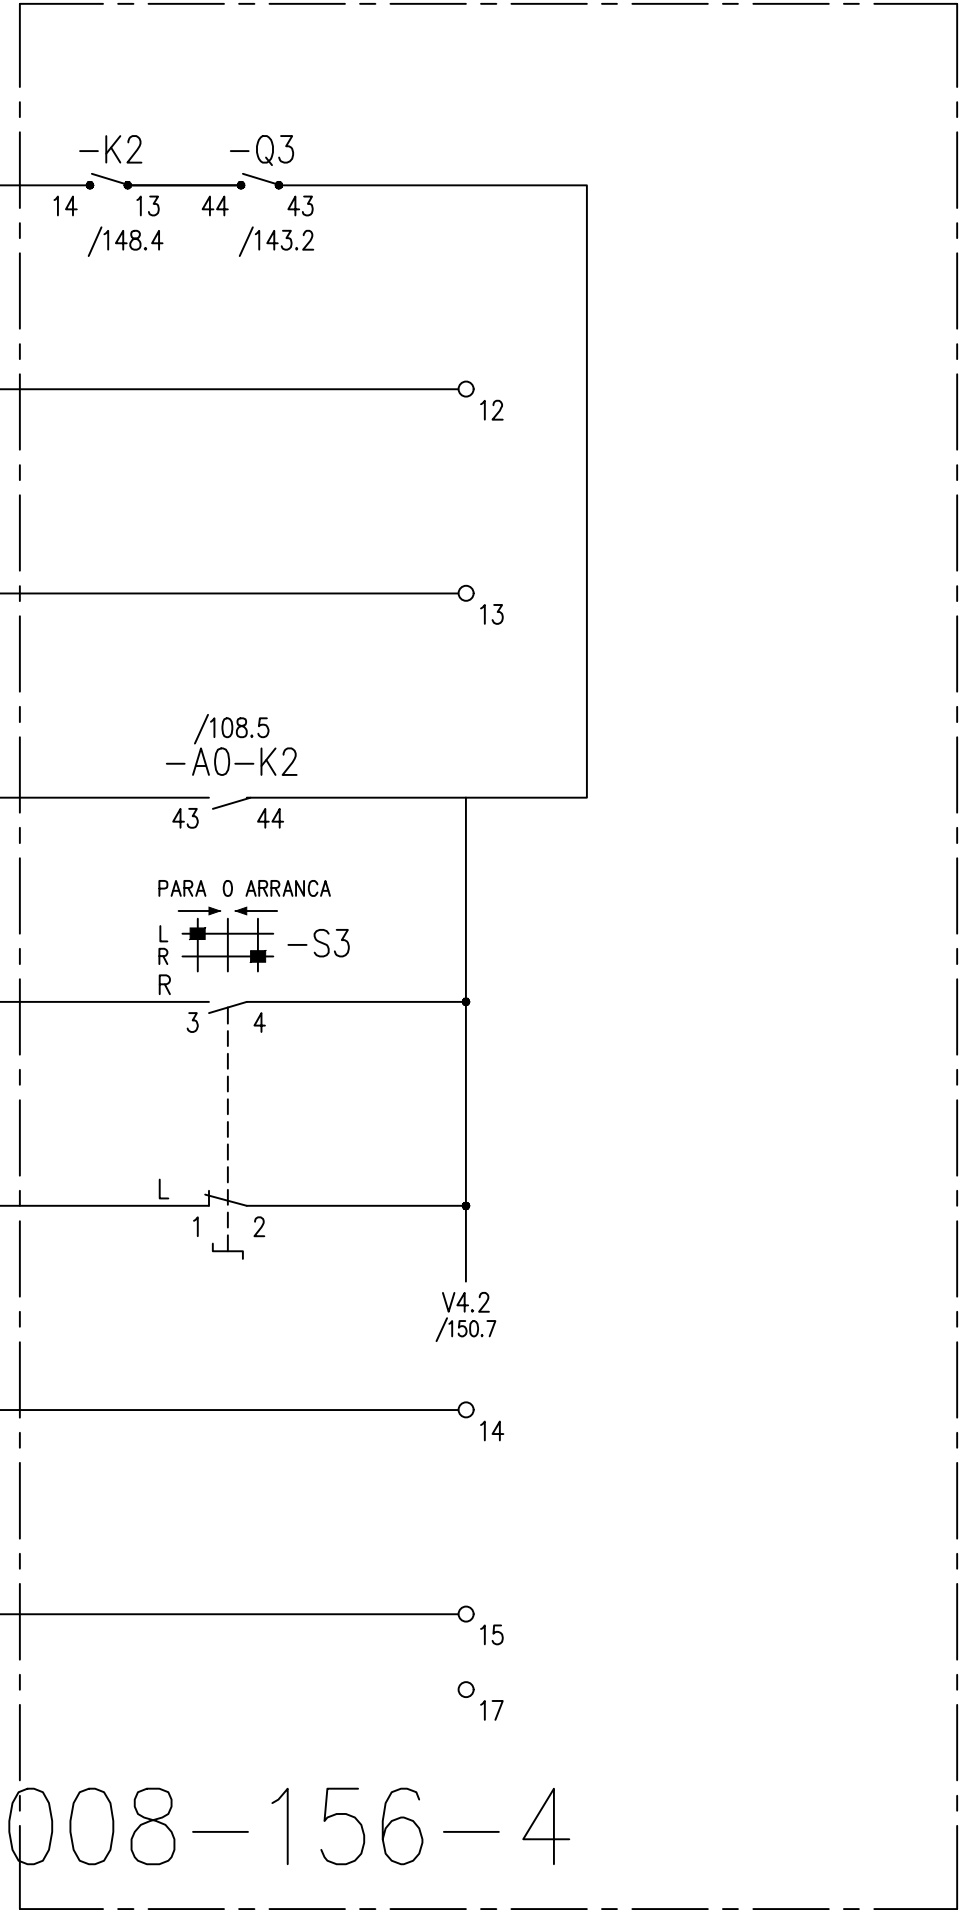 -K2 -Q3
14 13 44 43
/148.4 /143.2
12
13
/108.5
-A0-K2
43 44
PARA 0 ARRANCA
L
R
-S3
R
3 4
L
1 2
V4.2
/150.7
14
15
17
008-156-4